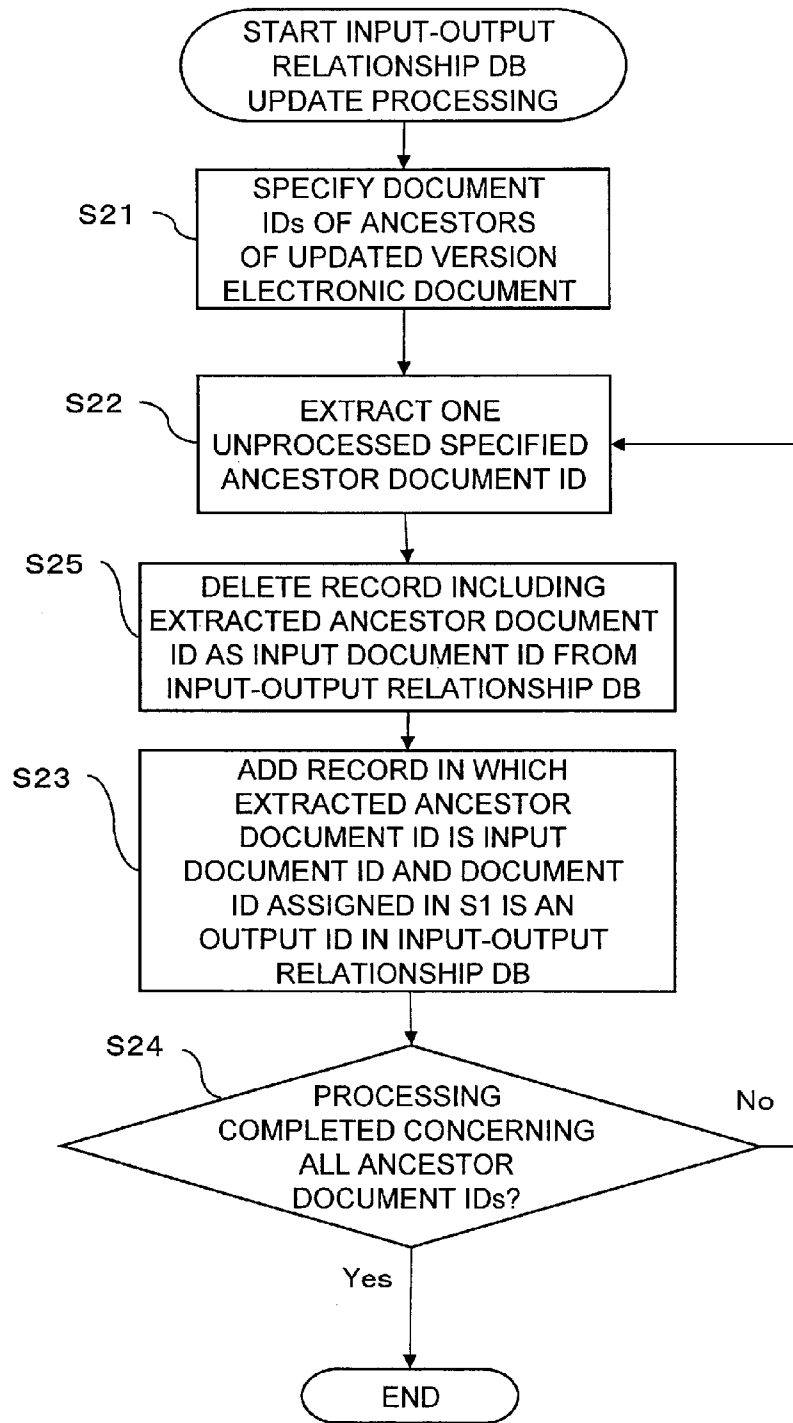 START INPUT-OUTPUT
RELATIONSHIP DB
UPDATE PROCESSING
S21
SPECIFY DOCUMENT
IDs OF ANCESTORS
OF UPDATED VERSION
ELECTRONIC DOCUMENT
S22
EXTRACT ONE
UNPROCESSED SPECIFIED
ANCESTOR DOCUMENT ID
S25
DELETE RECORD INCLUDING
EXTRACTED ANCESTOR DOCUMENT
ID AS INPUT DOCUMENT ID FROM
INPUT-OUTPUT RELATIONSHIP DB
S23
ADD RECORD IN WHICH
EXTRACTED ANCESTOR
DOCUMENT ID IS INPUT
DOCUMENT ID AND DOCUMENT
ID ASSIGNED IN S1 IS AN
OUTPUT ID IN INPUT-OUTPUT
RELATIONSHIP DB
S24
PROCESSING
COMPLETED CONCERNING
ALL ANCESTOR
DOCUMENT IDs?
No
Yes
END